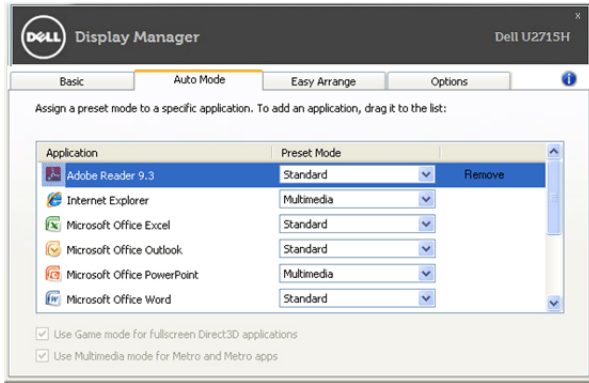 DELL Display Manager Dell U2715H
x
Basic Auto Mode Easy Arrange Options i
Assign a preset mode to a specific application. To add an application, drag it to the list:
Application Preset Mode
Adobe Reader 9.3 Standard Remove
Internet Explorer Multimedia
Microsoft Office Excel Standard
Microsoft Office Outlook Standard
Microsoft Office PowerPoint Multimedia
Microsoft Office Word Standard
Use Game mode for fullscreen Direct3D applications
Use Multimedia mode for Metro and Metro apps